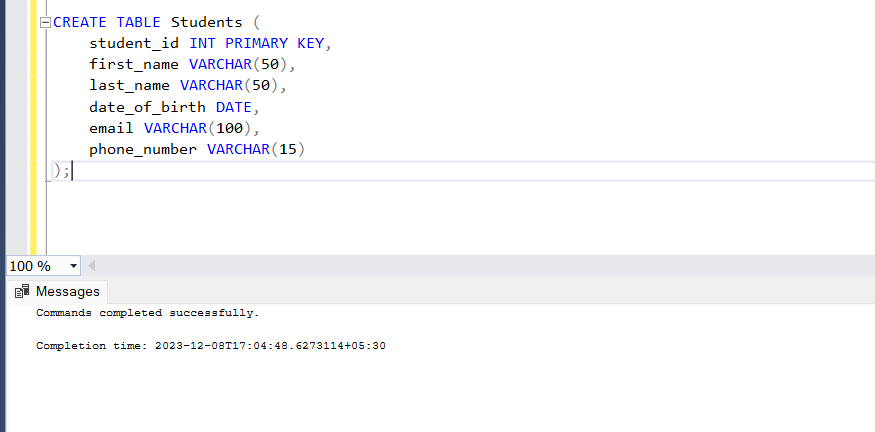 CREATE TABLE Students (
    student_id INT PRIMARY KEY,
    first_name VARCHAR(50),
    last_name VARCHAR(50),
    date_of_birth DATE,
    email VARCHAR(100),
    phone_number VARCHAR(15)
);
100 %
Messages
Commands completed successfully.
Completion time: 2023-12-08T17:04:48.6273114+05:30